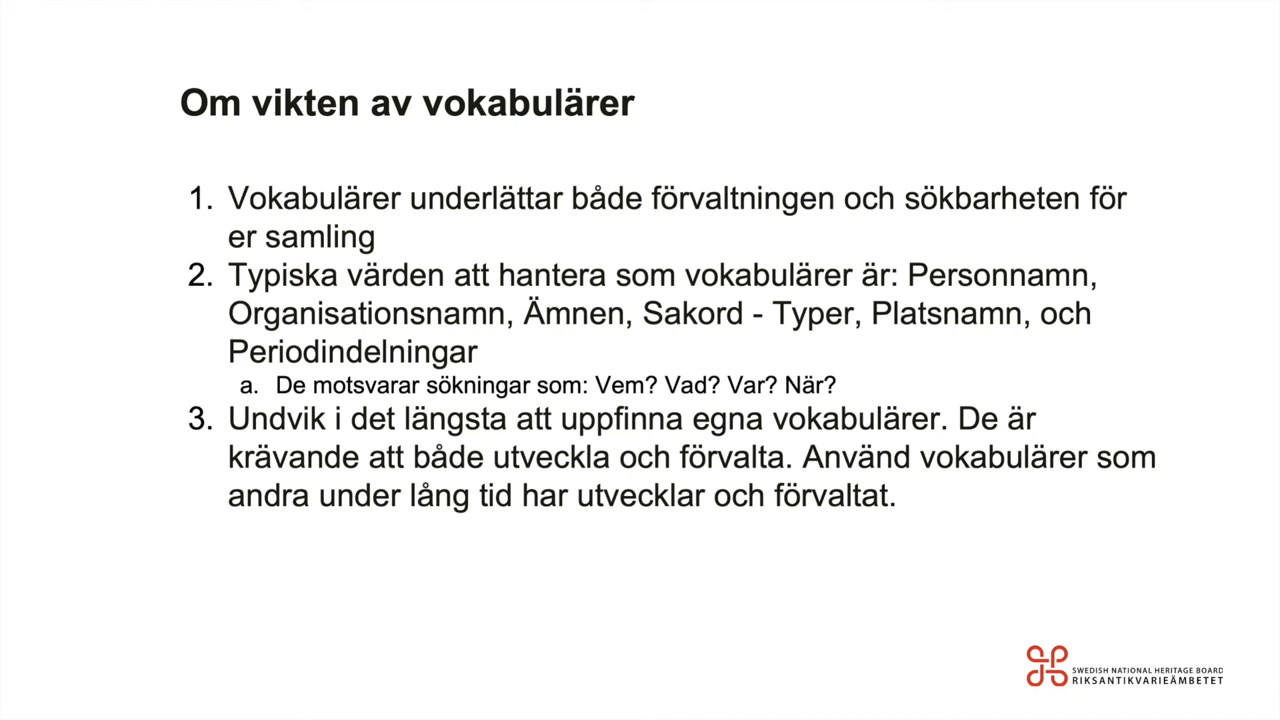 Om vikten av vokabulärer
1. Vokabulärer underlättar både förvaltningen och sökbarheten för
er samling
2. Typiska värden att hantera som vokabulärer är: Personnamn,
Organisationsnamn, Ämnen, Sakord - Typer, Platsnamn, och
Periodindelningar
a. De motsvarar sökningar som: Vem? Vad? Var? När?
3. Undvik i det längsta att uppfinna egna vokabulärer. De är
krävande att både utveckla och förvalta. Använd vokabulärer som
andra under lång tid har utvecklar och förvaltat.
SWEDISH NATIONAL HERITAGE BOARD
RIKSANTIKVARIEÄMBETET